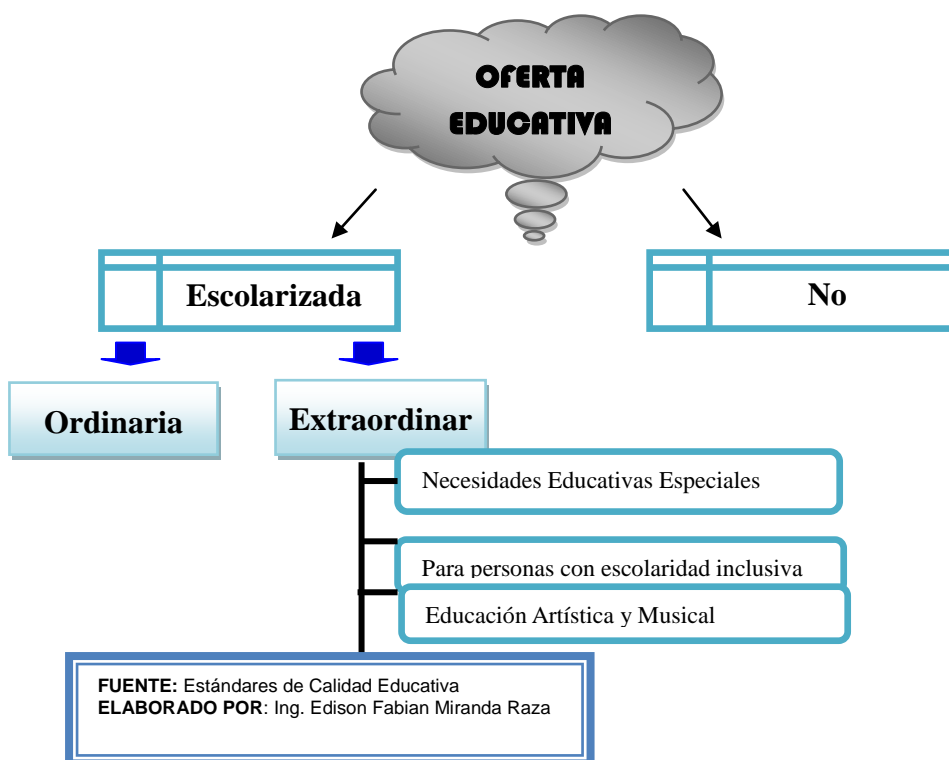 OFERTA
EDUCATIVA
Escolarizada
No
Ordinaria
Extraordinar
Necesidades Educativas Especiales
Para personas con escolaridad inclusiva
Educación Artística y Musical
FUENTE: Estándares de Calidad Educativa
ELABORADO POR: Ing. Edison Fabian Miranda Raza